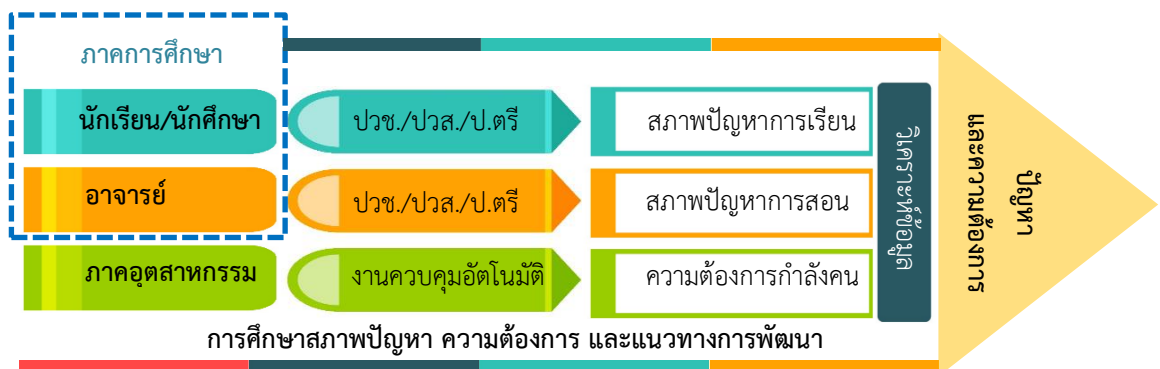 ภาคการศึกษา
นักเรียน/นักศึกษา
ปวช./ปวส./ป.ตรี
สภาพปัญหาการเรียน
อาจารย์
ปวช./ปวส./ป.ตรี
สภาพปัญหาการสอน
ภาคอุตสาหกรรม
งานควบคุมอัตโนมัติ
ความต้องการกำลังคน
วิเคราะห์ข้อมูล
ปัญหา
และความต้องการ
การศึกษาสภาพปัญหา ความต้องการ และแนวทางการพัฒนา